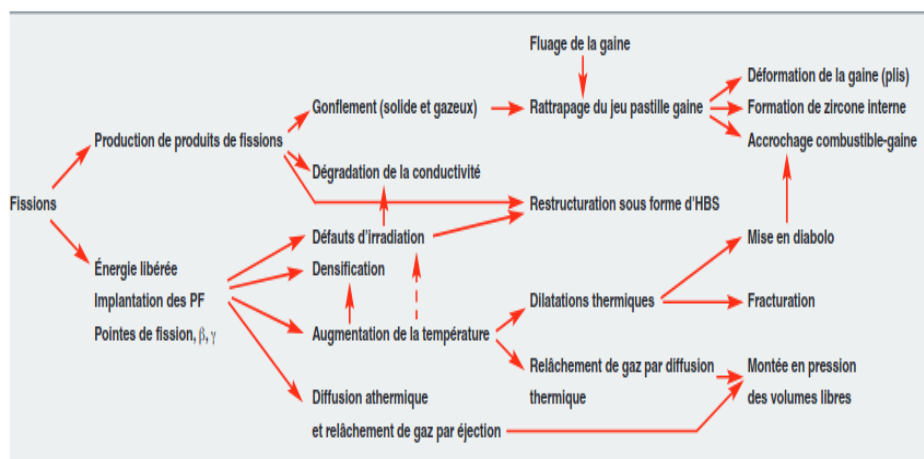 Fluage de la gaine
Déformation de la gaine (plis)
Gonflement (solide et gazeux)
Rattrapage du jeu pastille gaine
Formation de zircone interne
Production de produits de fissions
Accrochage combustible-gaine
Dégradation de la conductivité
Fissions
Restructuration sous forme d’HBS
Défauts d’irradiation
Mise en diabolo
Énergie libérée
Densification
Implantation des PF
Dilatations thermiques
Fracturation
Pointes de fission, β, γ
Augmentation de la température
Relâchement de gaz par diffusion
thermique
Montée en pression
des volumes libres
Diffusion athermique
et relâchement de gaz par éjection